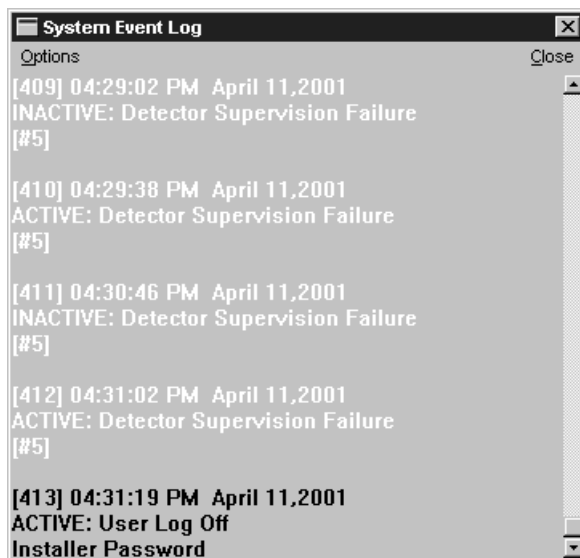 System Event Log
Options Close
[409] 04:29:02 PM April 11,2001
INACTIVE: Detector Supervision Failure
[#5]
[410] 04:29:38 PM April 11,2001
ACTIVE: Detector Supervision Failure
[#5]
[411] 04:30:46 PM April 11,2001
INACTIVE: Detector Supervision Failure
[#5]
[412] 04:31:02 PM April 11,2001
ACTIVE: Detector Supervision Failure
[#5]
[413] 04:31:19 PM April 11,2001
ACTIVE: User Log Off
Installer Password